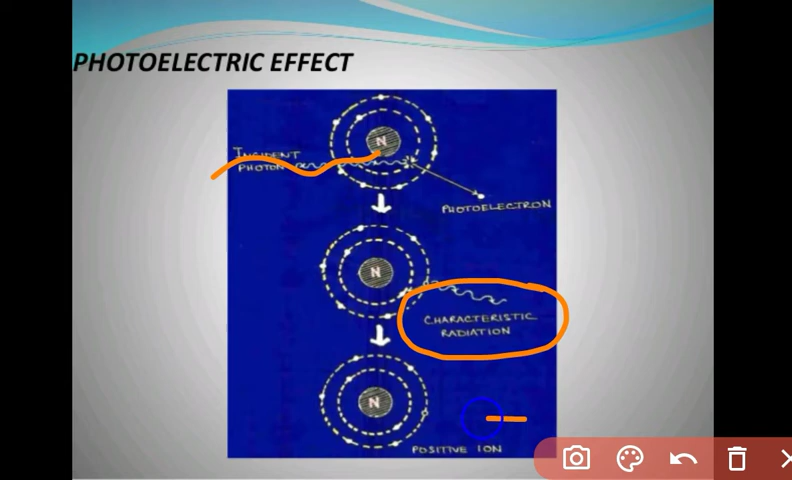 PHOTOELECTRIC EFFECT
N
INCIDENT
PHOTON
PHOTOELECTRON
N
CHARACTERISTIC
RADIATION
N
POSITIVE ION